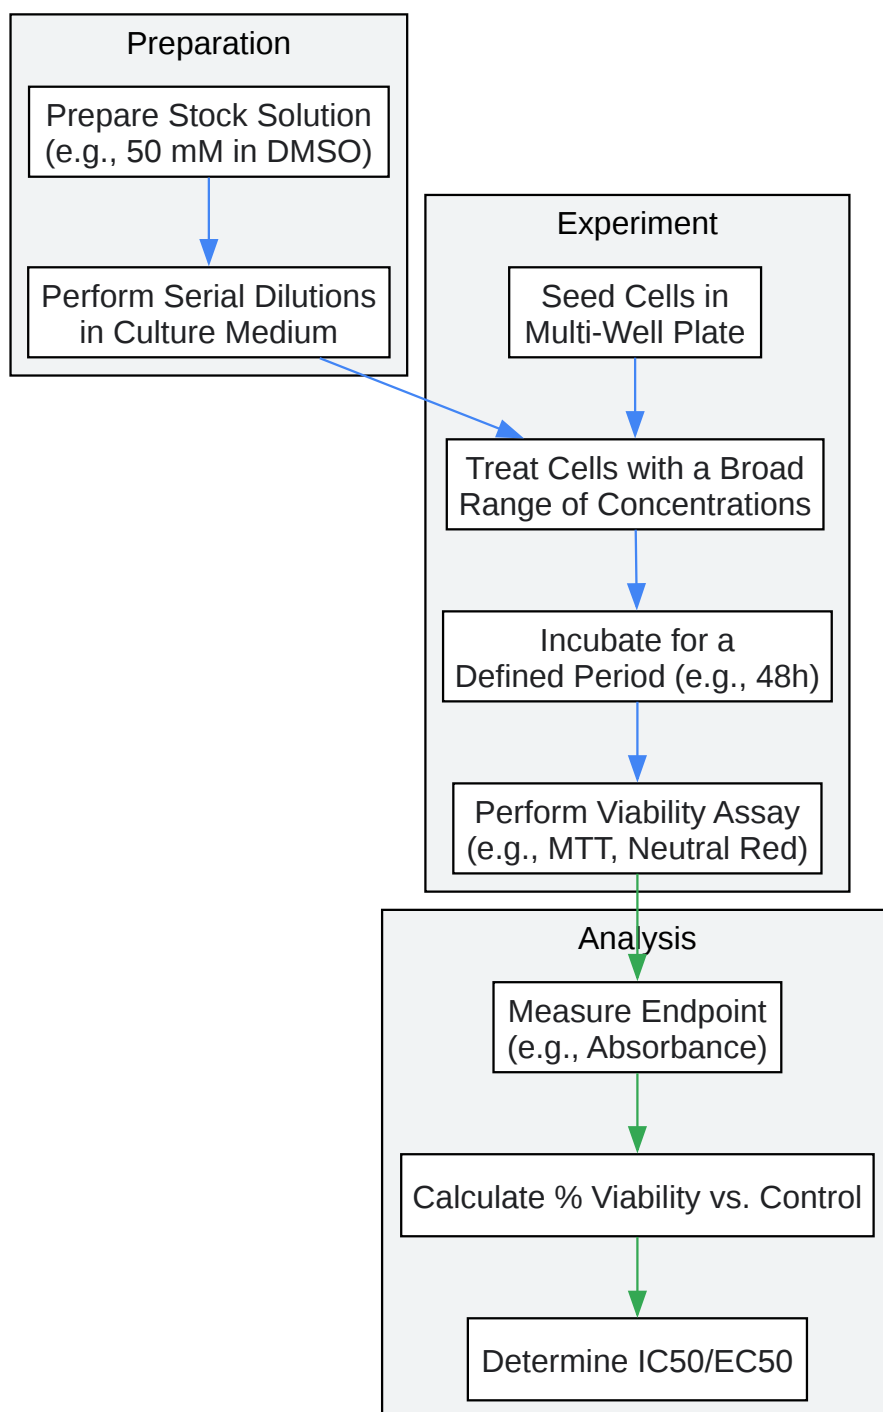 Preparation
Prepare Stock Solution
(e.g., 50 mM in DMSO)
Perform Serial Dilutions
in Culture Medium
Experiment
Seed Cells in
Multi-Well Plate
Treat Cells with a Broad
Range of Concentrations
Incubate for a
Defined Period (e.g., 48h)
Perform Viability Assay
(e.g., MTT, Neutral Red)
Analysis
Measure Endpoint
(e.g., Absorbance)
Calculate % Viability vs. Control
Determine IC50/EC50